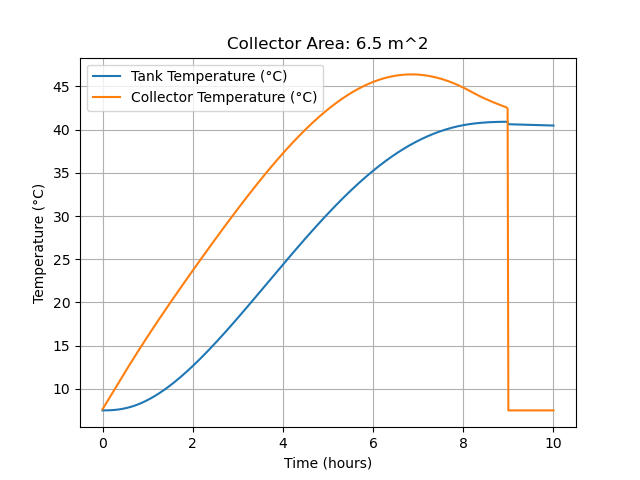 Collector Area: 6.5 m^2
Tank Temperature (°C)
Collector Temperature (°C)
45
40
35
30
25
20
15
10
Temperature (°C)
0 2 4 6 8 10
Time (hours)